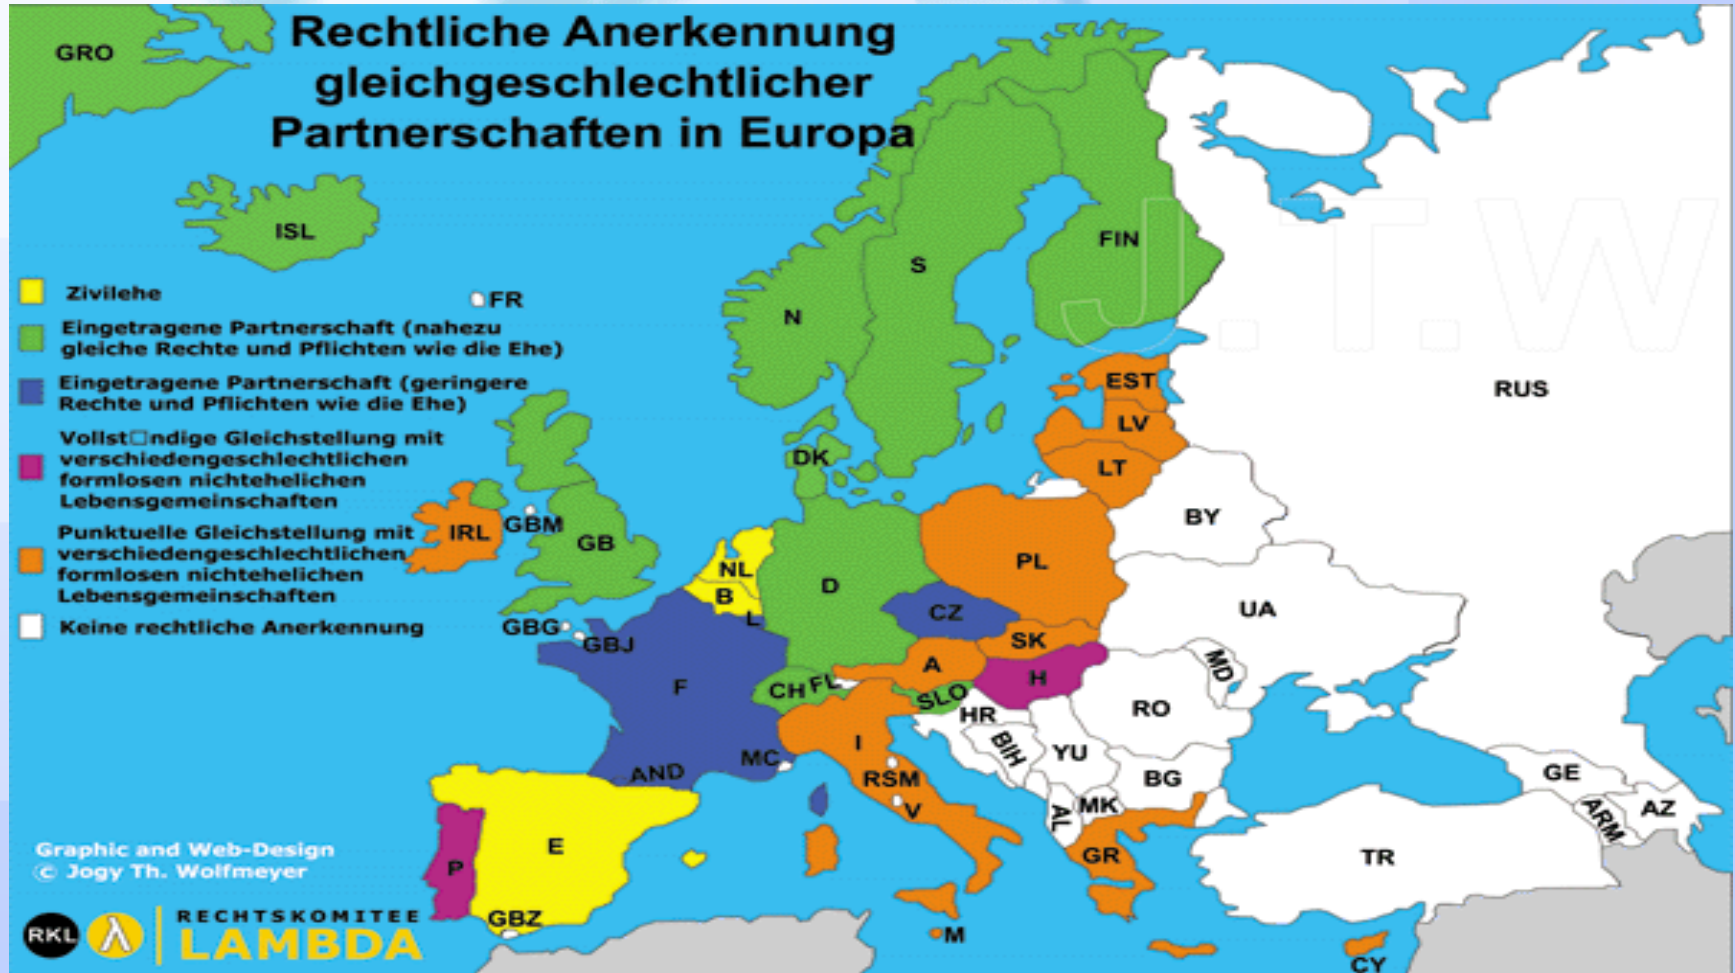 Rechtliche Anerkennung
gleichgeschlechtlicher
Partnerschaften in Europa
GRO
ISL
FR
Zivilehe
Eingetragene Partnerschaft (nahezu
gleiche Rechte und Pflichten wie die Ehe)
Eingetragene Partnerschaft (geringere
Rechte und Pflichten wie die Ehe)
Vollst□ndige Gleichstellung mit
verschiedengeschlechtlichen
formlosen nichtehelichen
Lebensgemeinschaften
Punktuelle Gleichstellung mit
verschiedengeschlechtlichen
formlosen nichtehelichen
Lebensgemeinschaften
Keine rechtliche Anerkennung
J.T.W
FIN
S
N
EST
RUS
LV
DK
LT
BY
IRL
GBM
GB
NL
PL
D
B
CZ
UA
L
GBG
GBJ
SK
A
MD
F
CH
FL
H
SLO
RO
HR
I
BIH
YU
MC
AND
RSM
BG
GE
V
AL
MK
ARM
AZ
E
GR
TR
P
GBZ
M
CY
Graphic and Web-Design
© Jogy Th. Wolfmeyer
RKL
λ
RECHTSKOMITEE
LAMBDA